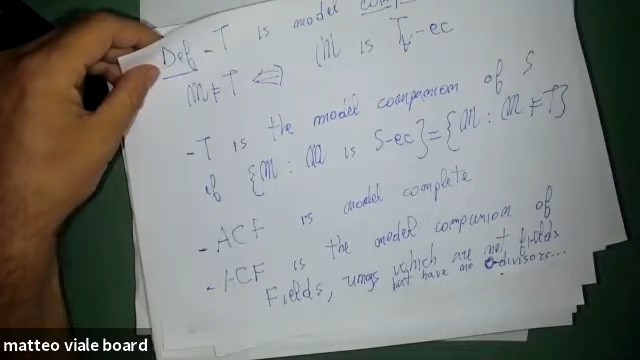 Def - T is model
M ⊨ T ⇔ M is T∀-ec
- T is the model companion of S
if {M : M is S-ec} = {M : M ⊨ T}
- ACF is model complete
- ACF is the model companion of
Fields, rings which are not fields
but have no 0-divisors...
matteo viale board